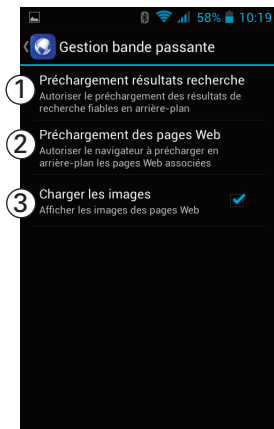 58% 10:19
Gestion bande passante
1 Préchargement résultats recherche
Autoriser le préchargement des résultats de
recherche fiables en arrière-plan
2 Préchargement des pages Web
Autoriser le navigateur à précharger en
arrière-plan les pages Web associées
3 Charger les images
Afficher les images des pages Web